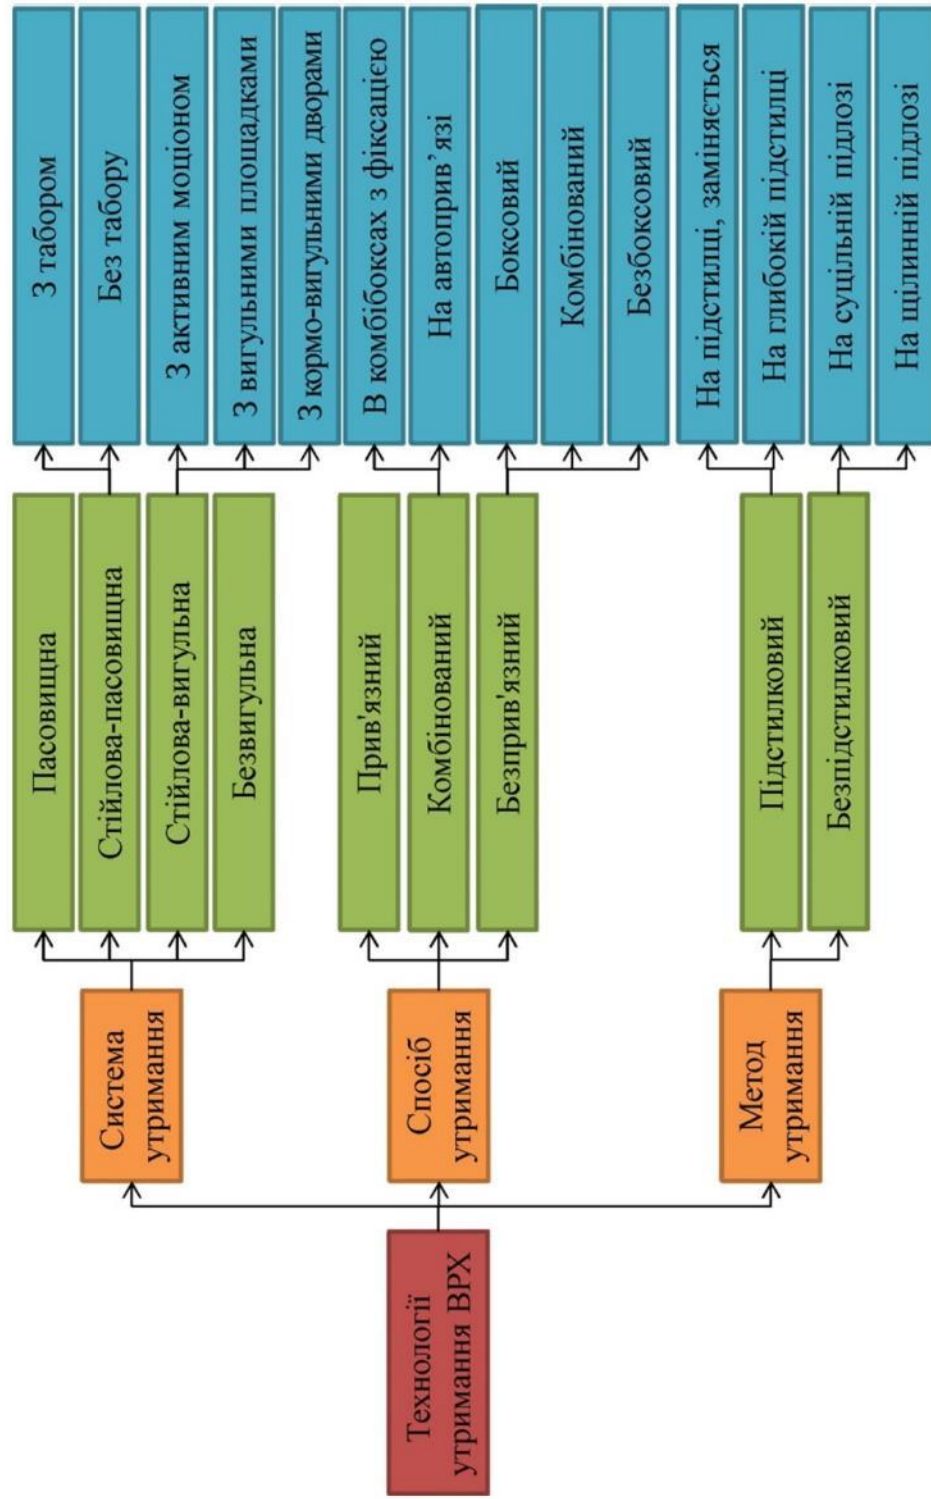 Технології
утримання ВРХ
Система
утримання
Спосіб
утримання
Метод
утримання
Пасовищна
Стійлова-пасовищна
Стійлова-вигульна
Безвигульна
Прив'язний
Комбінований
Безприв'язний
Підстилковий
Безпідстилковий
З табором
Без табору
З активним моціоном
З вигульними площадками
З кормо-вигульними дворами
В комбібоксах з фіксацією
На автоприв’язі
Боксовий
Комбінований
Безбоксовий
На підстилці, заміняється
На глибокій підстилці
На суцільній підлозі
На щілинній підлозі